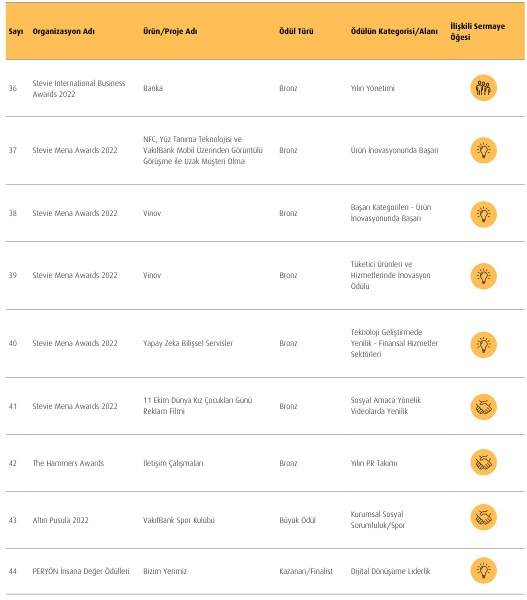 Sayı Organizasyon Adı Ürün/Proje Adı Ödül Türü Ödülün Kategorisi/Alanı İlişkili Sermaye
Öğesi
36 Stevie International Business
Awards 2022 Banka Bronz Yılın Yönetimi
37 Stevie Mena Awards 2022 NFC, Yüz Tanıma Teknolojisi ve
VakıfBank Mobil Üzerinden Görüntülü
Görüşme ile Uzak Müşteri Olma Bronz Ürün İnovasyonunda Başarı
38 Stevie Mena Awards 2022 Vinov Bronz Başarı Kategorileri - Ürün
İnovasyonunda Başarı
39 Stevie Mena Awards 2022 Vinov Bronz Tüketici Ürünleri ve
Hizmetlerinde İnovasyon
Ödülü
40 Stevie Mena Awards 2022 Yapay Zeka Bilişsel Servisler Bronz Teknoloji Geliştirmede
Yenilik - Finansal Hizmetler
Sektörleri
41 Stevie Mena Awards 2022 11 Ekim Dünya Kız Çocukları Günü
Reklam Filmi Bronz Sosyal Amaca Yönelik
Videolarda Yenilik
42 The Hammers Awards İletişim Çalışmaları Bronz Yılın PR Takımı
43 Altın Pusula 2022 VakıfBank Spor Kulübü Büyük Ödül Kurumsal Sosyal
Sorumluluk/Spor
44 PERYÖN İnsana Değer Ödülleri Bizim Yerimiz Kazanan/Finalist Dijital Dönüşüme Liderlik